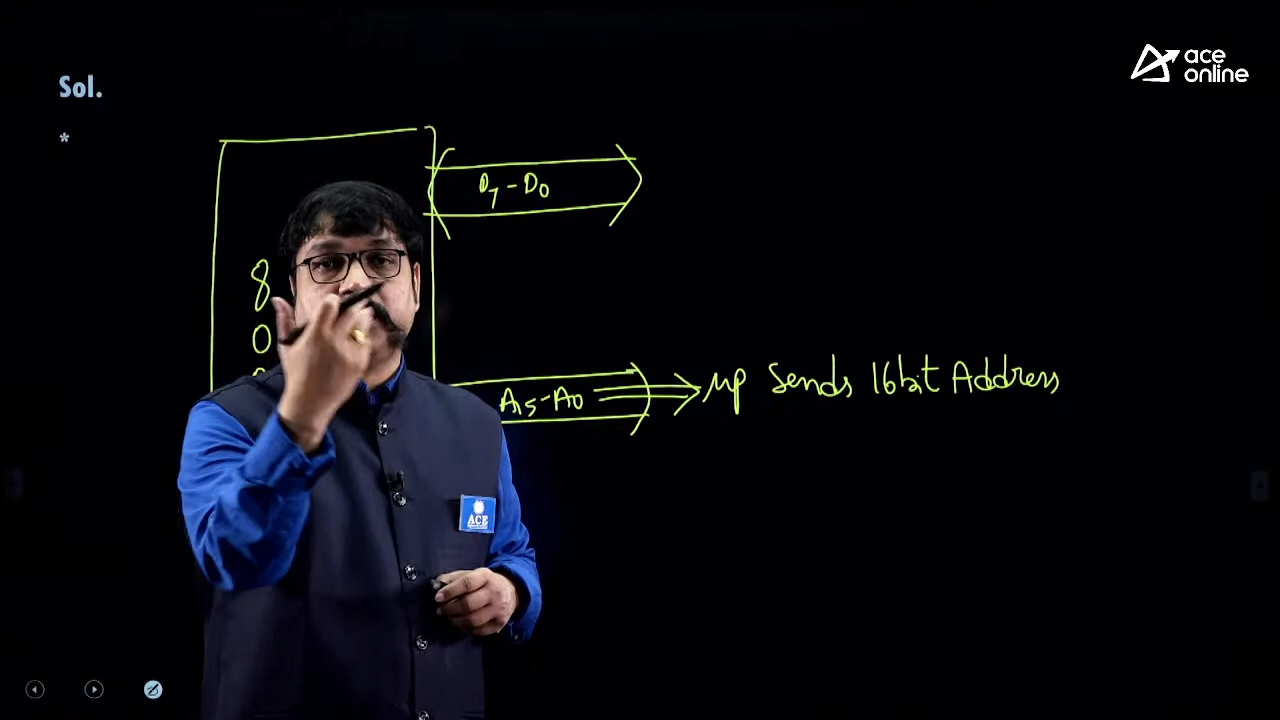 ace
online
Sol.
*
D7-D0
8
0
A15-A0 μp Sends 16bit Address
ACE